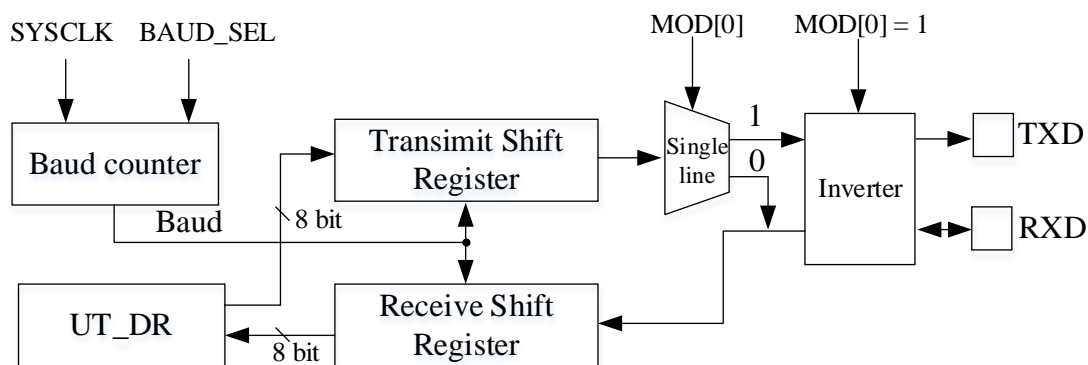 SYSCLK BAUD_SEL
MOD[0] MOD[0] = 1
Baud counter
Transimit Shift
Register
Single
line
1
0
Inverter
TXD
RXD
Baud
8 bit
UT_DR
Receive Shift
Register
8 bit